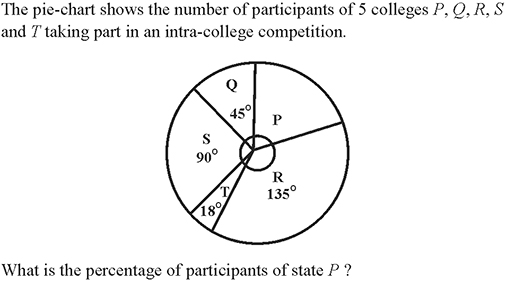 The pie-chart shows the number of participants of 5 colleges P, Q, R, S
and T taking part in an intra-college competition.
Q
45°
P
S
90°
R
135°
T
18°
What is the percentage of participants of state P ?